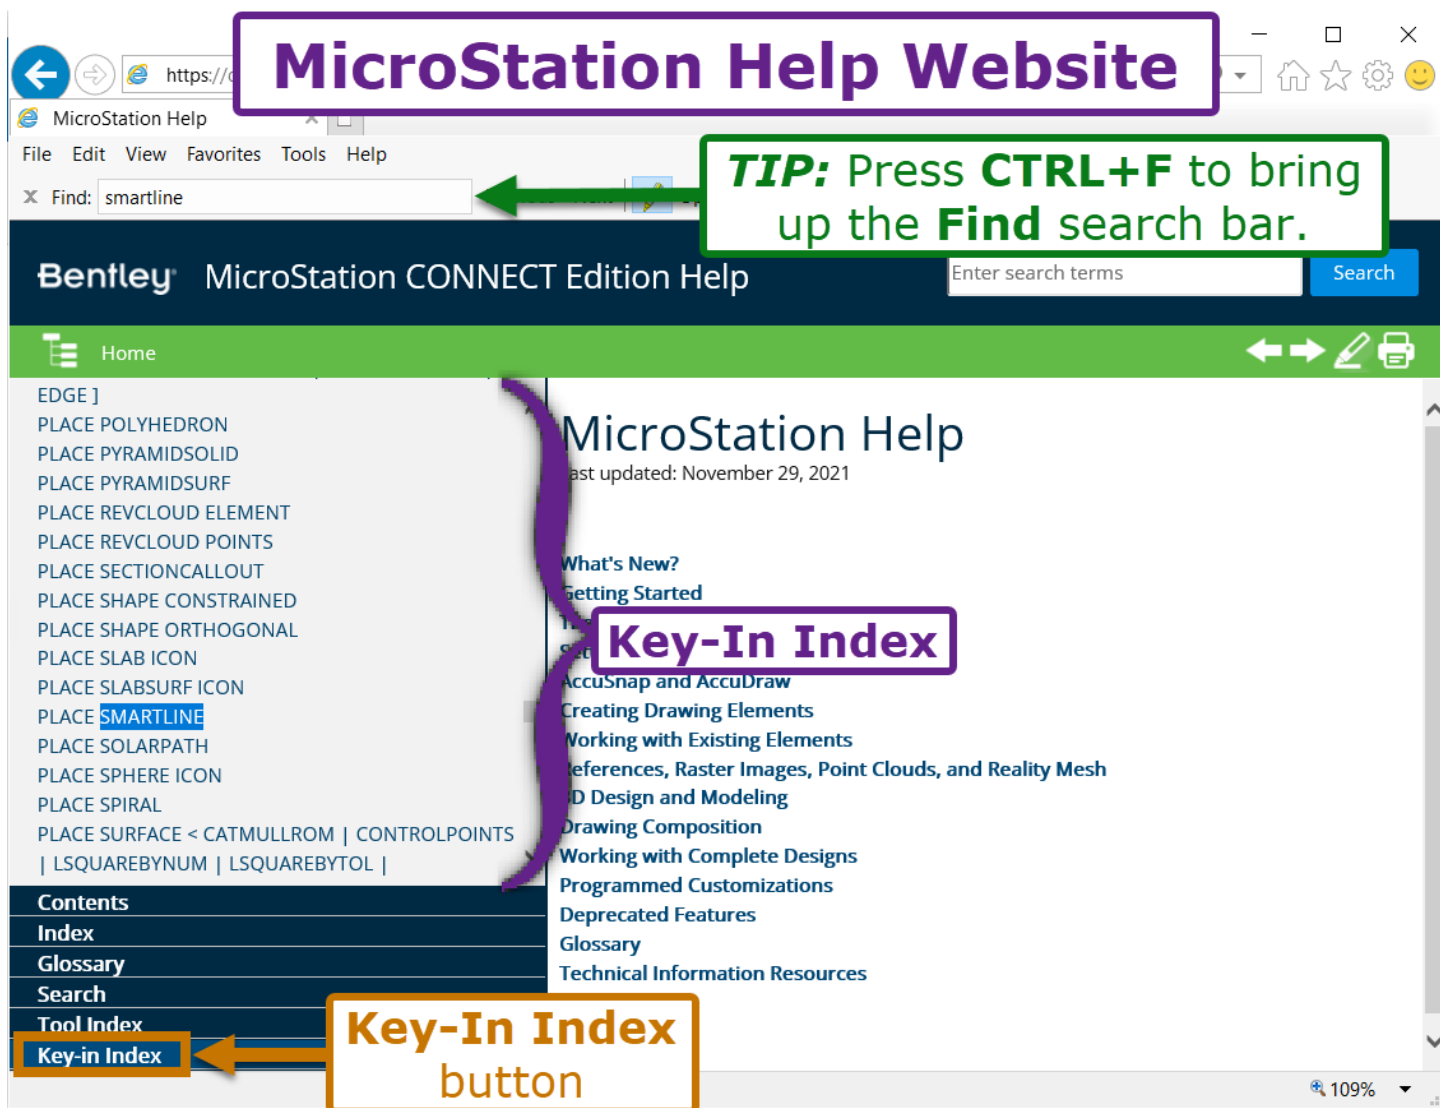 MicroStation Help Website
https://
MicroStation Help
File Edit View Favorites Tools Help
TIP: Press CTRL+F to bring
up the Find search bar.
x Find: smartline
Bentley MicroStation CONNECT Edition Help
Enter search terms
Search
Home
EDGE ]
PLACE POLYHEDRON
PLACE PYRAMIDSOLID
PLACE PYRAMIDSURF
PLACE REVCLOUD ELEMENT
PLACE REVCLOUD POINTS
PLACE SECTIONCALLOUT
PLACE SHAPE CONSTRAINED
PLACE SHAPE ORTHOGONAL
PLACE SLAB ICON
PLACE SLABSURF ICON
PLACE SMARTLINE
PLACE SOLARPATH
PLACE SPHERE ICON
PLACE SPIRAL
PLACE SURFACE < CATMULLROM | CONTROLPOINTS
| LSQUAREBYNUM | LSQUAREBYTOL |
Contents
Index
Glossary
Search
Tool Index
Key-in Index
MicroStation Help
Last updated: November 29, 2021
What's New?
Getting Started
Key-In Index
AccuSnap and AccuDraw
Creating Drawing Elements
Working with Existing Elements
References, Raster Images, Point Clouds, and Reality Mesh
3D Design and Modeling
Drawing Composition
Working with Complete Designs
Programmed Customizations
Deprecated Features
Glossary
Technical Information Resources
Key-In Index
button
109%